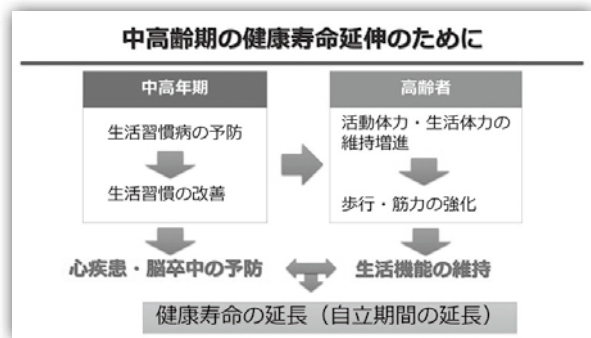 中高齢期の健康寿命延伸のために
中高年期
生活習慣病の予防
生活習慣の改善
高齢者
活動体力・生活体力の
維持増進
歩行・筋力の強化
心疾患・脳卒中の予防
生活機能の維持
健康寿命の延長（自立期間の延長）